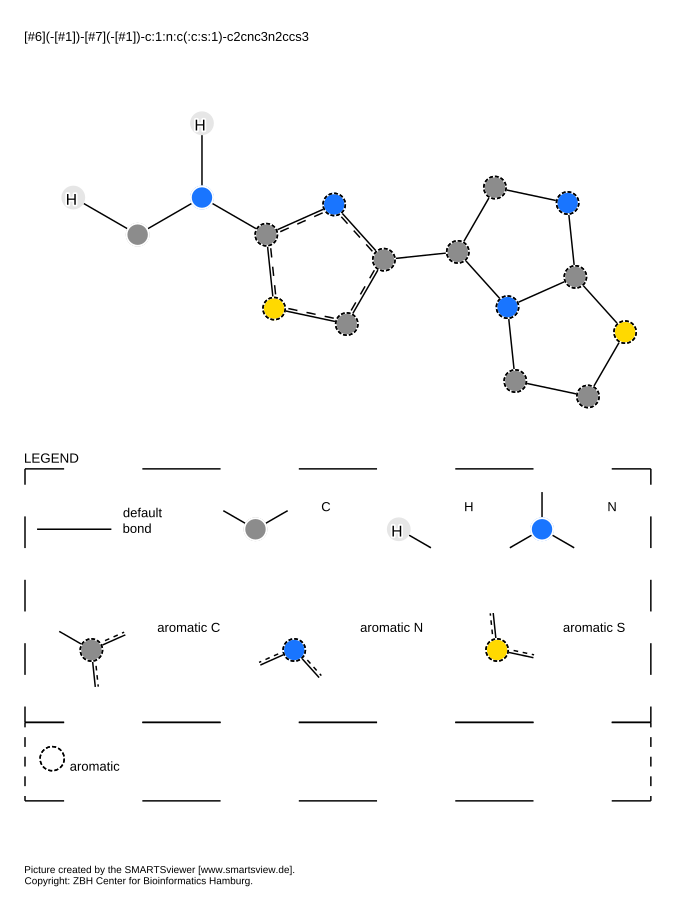 [#6](-[#1])-[#7](-[#1])-c:1:n:c(:c:s:1)-c2cnc3n2ccs3
H
H
LEGEND
default
bond
C
H
H
N
aromatic C
aromatic N
aromatic S
aromatic
Picture created by the SMARTSviewer [www.smartsview.de].
Copyright: ZBH Center for Bioinformatics Hamburg.